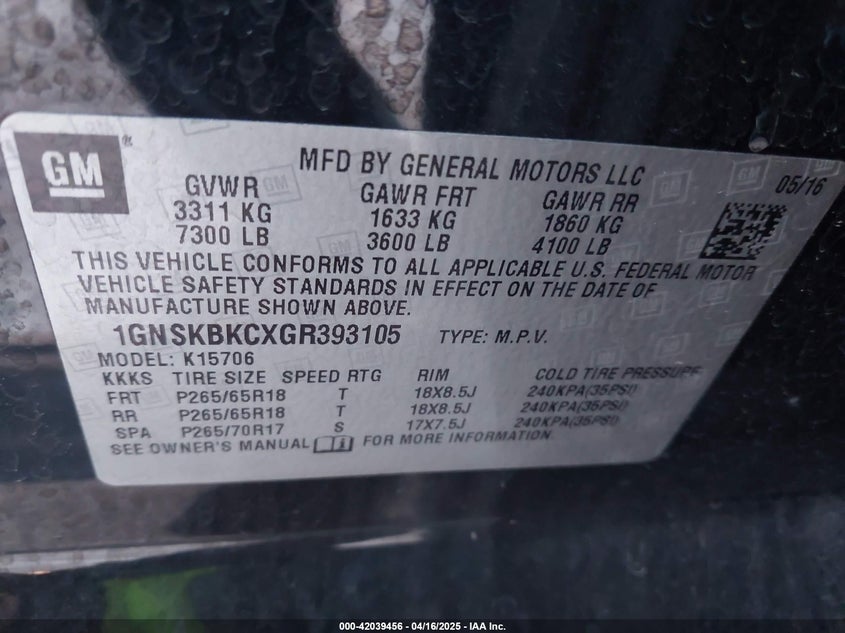 GM
MFD BY GENERAL MOTORS LLC
05/16
GVWR GAWR FRT GAWR RR
3311 KG 1633 KG 1860 KG
7300 LB 3600 LB 4100 LB
THIS VEHICLE CONFORMS TO ALL APPLICABLE U.S. FEDERAL MOTOR
VEHICLE SAFETY STANDARDS IN EFFECT ON THE DATE OF
MANUFACTURE SHOWN ABOVE.
1GNSKBKCXGR393105 TYPE: M.P.V.
MODEL: K15706
KKKS TIRE SIZE SPEED RTG RIM COLD TIRE PRESSURE
FRT P265/65R18 T 18X8.5J 240KPA(35PSI)
RR P265/65R18 T 18X8.5J 240KPA(35PSI)
SPA P265/70R17 S 17X7.5J 240KPA(35PSI)
SEE OWNER'S MANUAL FOR MORE INFORMATION.
000-42039456 - 04/16/2025 - IAA Inc.